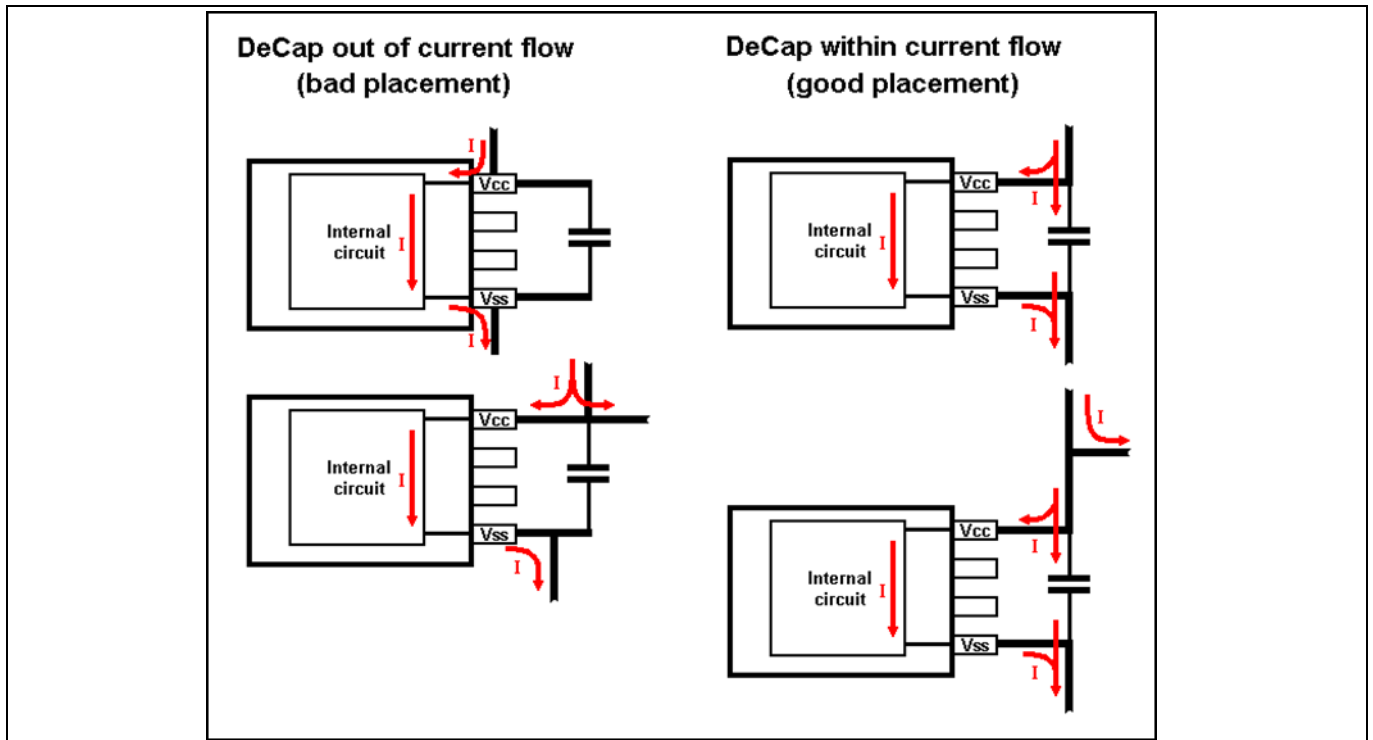 DeCap out of current flow
(bad placement)
I
Vcc
Internal
circuit
I
Vss
I
I
Vcc
Internal
circuit
I
Vss
I
DeCap within current flow
(good placement)
Vcc
I
Internal
circuit
I
Vss
I
I
Vcc
I
Internal
circuit
I
Vss
I